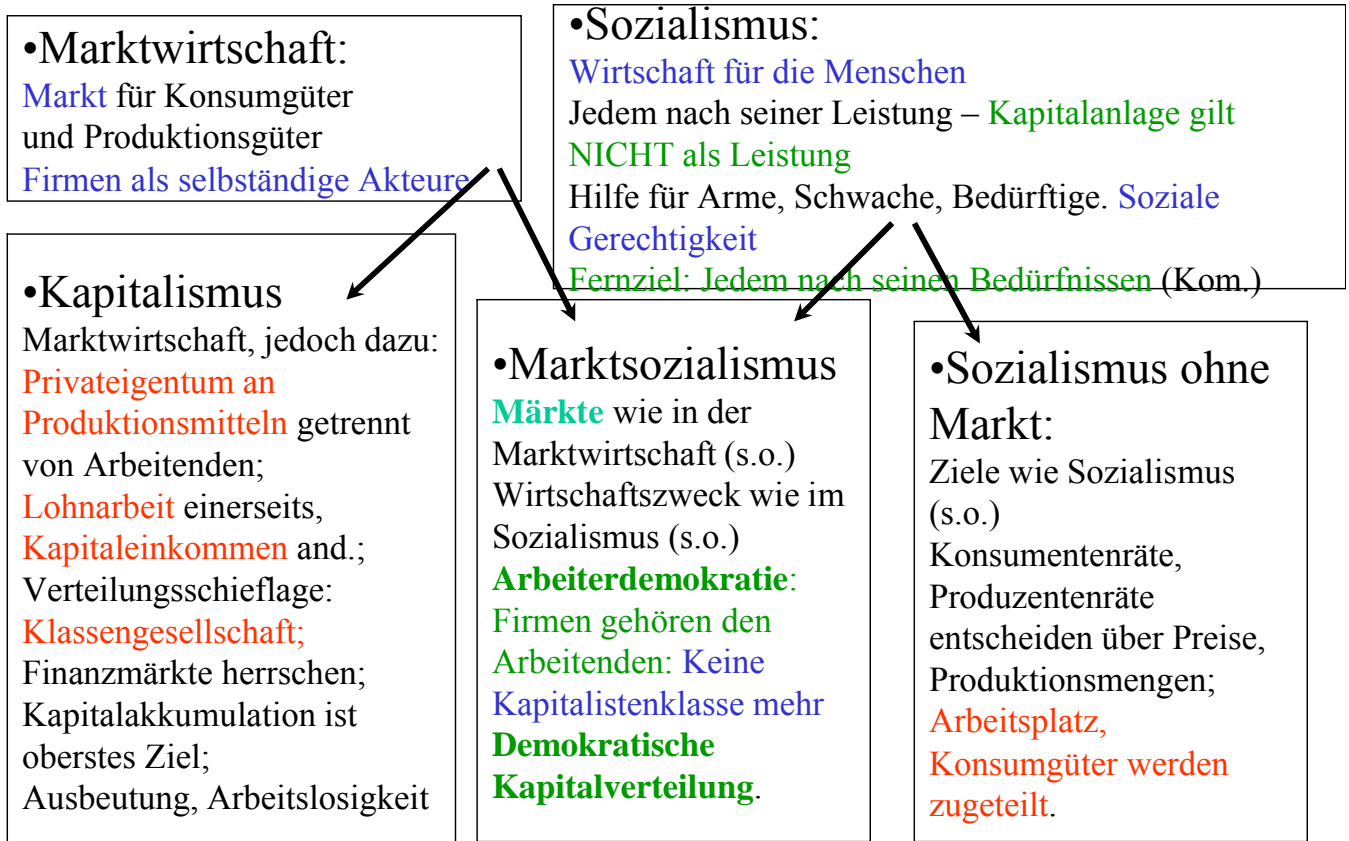 •Marktwirtschaft:
Markt für Konsumgüter
und Produktionsgüter
Firmen als selbständige Akteure
•Sozialismus:
Wirtschaft für die Menschen
Jedem nach seiner Leistung – Kapitalanlage gilt
NICHT als Leistung
Hilfe für Arme, Schwache, Bedürftige. Soziale
Gerechtigkeit
Fernziel: Jedem nach seinen Bedürfnissen (Kom.)
•Kapitalismus
Marktwirtschaft, jedoch dazu:
Privateigentum an
Produktionsmitteln getrennt
von Arbeitenden;
Lohnarbeit einerseits,
Kapitaleinkommen and.;
Verteilungsschieflage:
Klassengesellschaft;
Finanzmärkte herrschen;
Kapitalakkumulation ist
oberstes Ziel;
Ausbeutung, Arbeitslosigkeit
•Marktsozialismus
Märkte wie in der
Marktwirtschaft (s.o.)
Wirtschaftszweck wie im
Sozialismus (s.o.)
Arbeiterdemokratie:
Firmen gehören den
Arbeitenden: Keine
Kapitalistenklasse mehr
Demokratische
Kapitalverteilung.
•Sozialismus ohne
Markt:
Ziele wie Sozialismus
(s.o.)
Konsumentenräte,
Produzentenräte
entscheiden über Preise,
Produktionsmengen;
Arbeitsplatz,
Konsumgüter werden
zugeteilt.